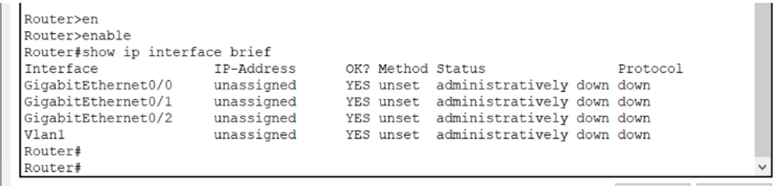 Router>en
Router>enable
Router#show ip interface brief
Interface IP-Address OK? Method Status Protocol
GigabitEthernet0/0 unassigned YES unset administratively down down
GigabitEthernet0/1 unassigned YES unset administratively down down
GigabitEthernet0/2 unassigned YES unset administratively down down
Vlan1 unassigned YES unset administratively down down
Router#
Router#